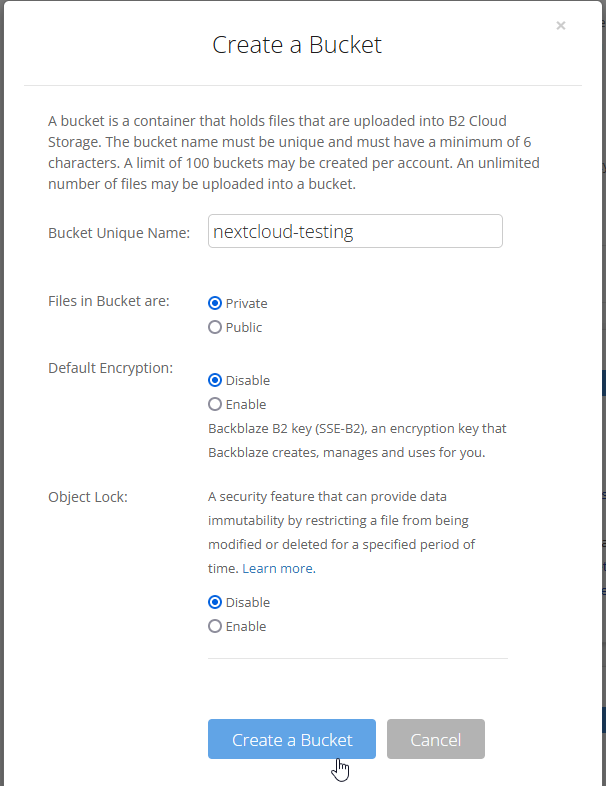 ×
Create a Bucket
A bucket is a container that holds files that are uploaded into B2 Cloud
Storage. The bucket name must be unique and must have a minimum of 6
characters. A limit of 100 buckets may be created per account. An unlimited
number of files may be uploaded into a bucket.
Bucket Unique Name: nextcloud-testing
Files in Bucket are: Private
Public
Default Encryption: Disable
Enable
Backblaze B2 key (SSE-B2), an encryption key that
Backblaze creates, manages and uses for you.
Object Lock: A security feature that can provide data
immutability by restricting a file from being
modified or deleted for a specified period of
time. Learn more.
Disable
Enable
Create a Bucket Cancel